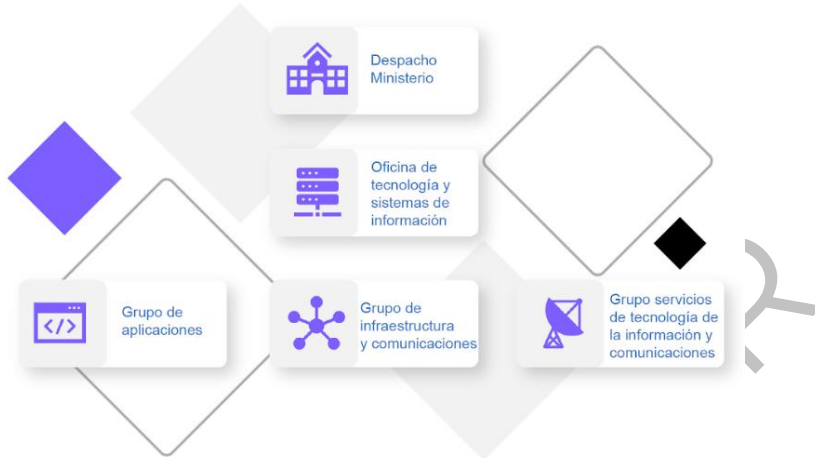 Despacho
Ministerio
Oficina de
tecnología y
sistemas de
información
Grupo de
aplicaciones
Grupo de
infraestructura
y comunicaciones
Grupo servicios
de tecnología de
la información y
comunicaciones